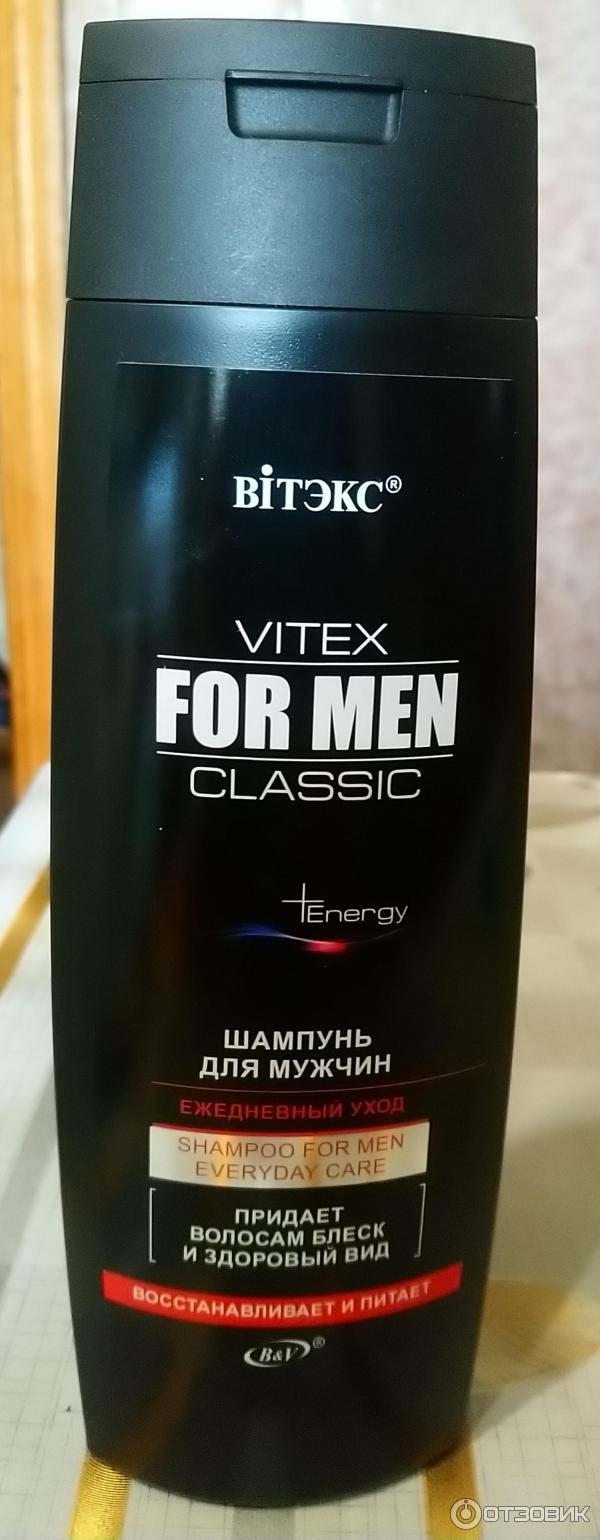 ВіТЭКС®
VITEX
FOR MEN
CLASSIC
+Energy
ШАМПУНЬ
ДЛЯ МУЖЧИН
ЕЖЕДНЕВНЫЙ УХОД
SHAMPOO FOR MEN
EVERYDAY CARE
ПРИДАЕТ
ВОЛОСАМ БЛЕСК
И ЗДОРОВЫЙ ВИД
ВОССТАНАВЛИВАЕТ И ПИТАЕТ
B&V®
ОТЗОВИК